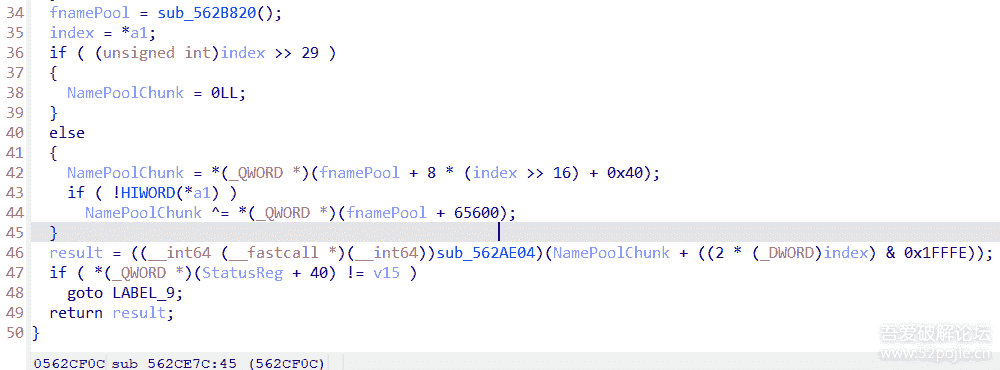 34 fnamePool = sub_562B820();
35 index = *a1;
36 if ( (unsigned int)index >> 29 )
37 {
38 NamePoolChunk = 0LL;
39 }
40 else
41 {
42 NamePoolChunk = *(_QWORD *)(fnamePool + 8 * (index >> 16) + 0x40);
43 if ( !HIWORD(*a1) )
44 NamePoolChunk ^= *(_QWORD *)(fnamePool + 65600);
45 }
46 result = ((__int64 (__fastcall *)(__int64))sub_562AE04)(NamePoolChunk + ((2 * (_DWORD)index) & 0x1FFFE));
47 if ( *(_QWORD *)(StatusReg + 40) != v15 )
48 goto LABEL_9;
49 return result;
50 }
0562CF0C sub_562CE7C:45 (562CF0C)
吾爱破解论坛
www.52pojie.cn